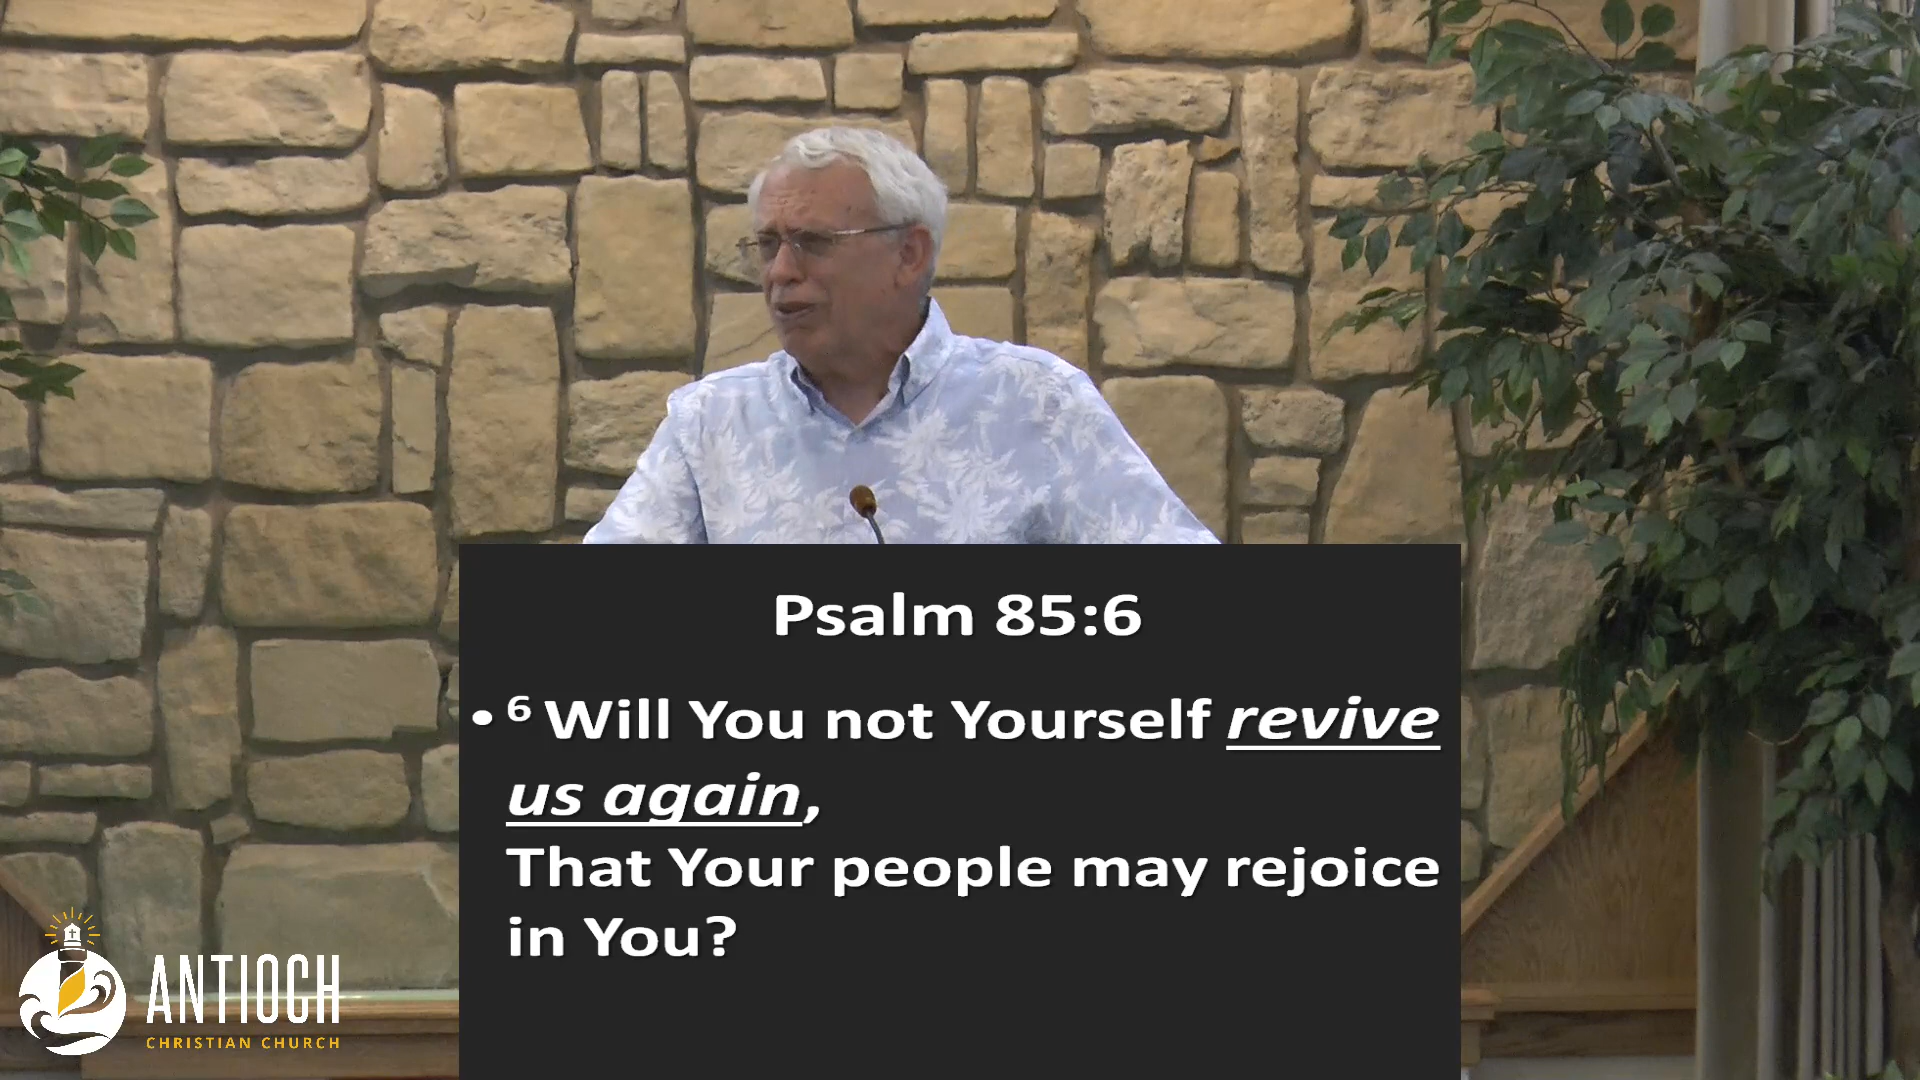 Psalm 85:6
• 6 Will You not Yourself revive
us again,
That Your people may rejoice
in You?
ANTIOCH
CHRISTIAN CHURCH